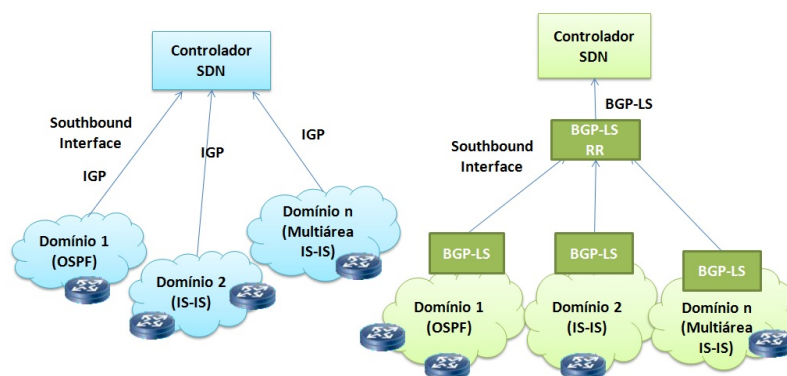 Controlador
SDN
Southbound
Interface
IGP
IGP
IGP
Domínio 1
(OSPF)
Domínio 2
(IS-IS)
Domínio n
(Multiárea
IS-IS)
Controlador
SDN
BGP-LS
BGP-LS
RR
Southbound
Interface
BGP-LS
BGP-LS
BGP-LS
Domínio 1
(OSPF)
Domínio 2
(IS-IS)
Domínio n
(Multiárea
IS-IS)